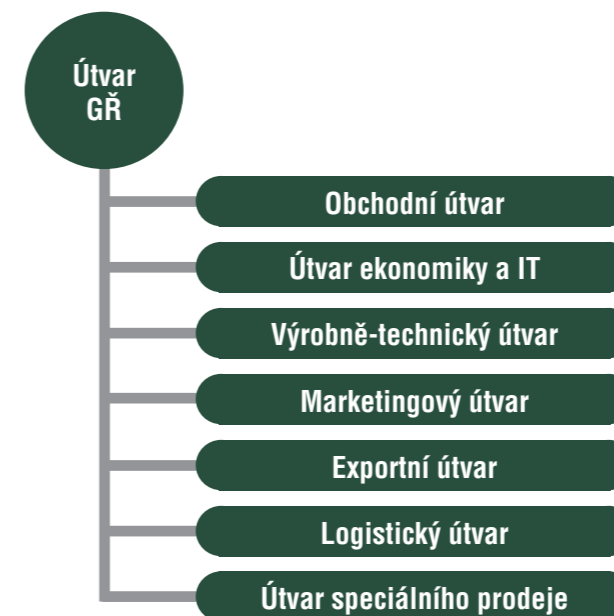 Útvar
GŘ
Obchodní útvar
Útvar ekonomiky a IT
Výrobně-technický útvar
Marketingový útvar
Exportní útvar
Logistický útvar
Útvar speciálního prodeje